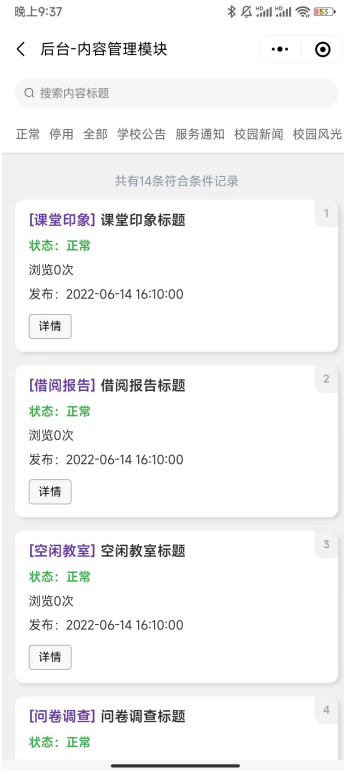 晚上9:37
HD HD 53
后台-内容管理模块
搜索内容标题
正常 停用 全部 学校公告 服务通知 校园新闻 校园风光
共有14条符合条件记录
1
[课堂印象] 课堂印象标题
状态：正常
浏览0次
发布：2022-06-14 16:10:00
详情
2
[借阅报告] 借阅报告标题
状态：正常
浏览0次
发布：2022-06-14 16:10:00
详情
3
[空闲教室] 空闲教室标题
状态：正常
浏览0次
发布：2022-06-14 16:10:00
详情
4
[问卷调查] 问卷调查标题
状态：正常